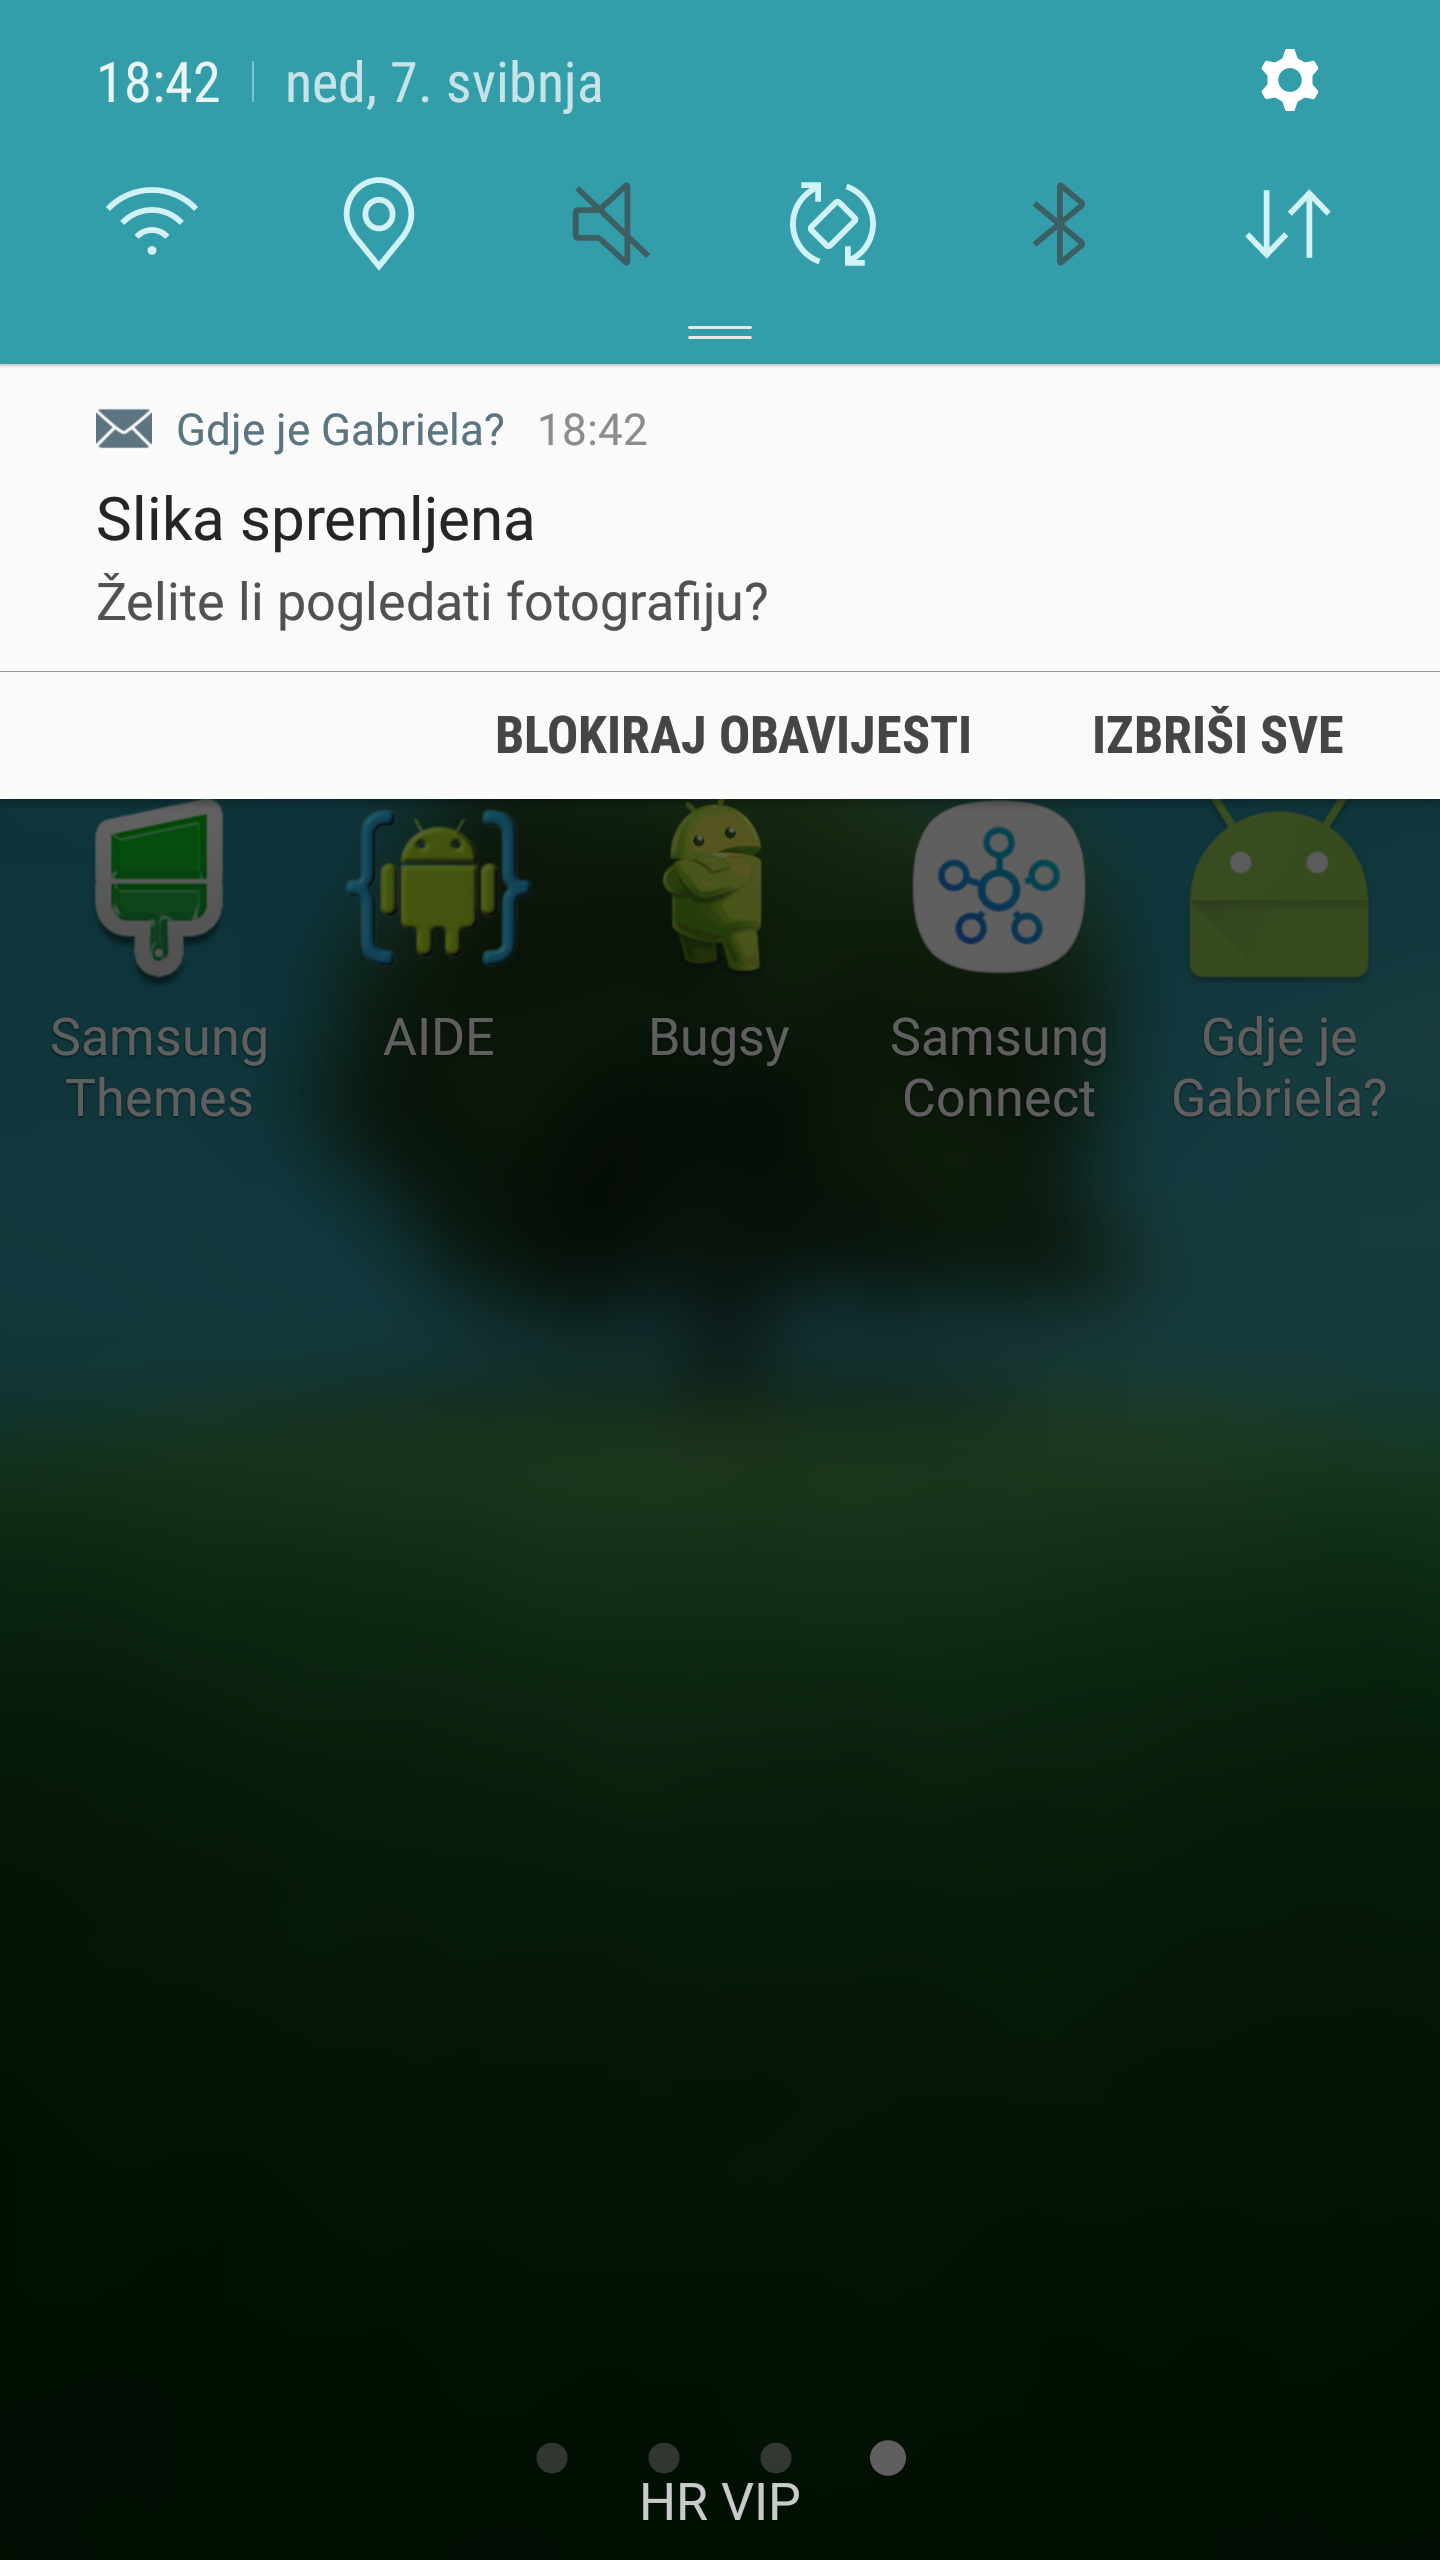 18:42 ned, 7. svibnja
Gdje je Gabriela? 18:42
Slika spremljena
Želite li pogledati fotografiju?
BLOKIRAJ OBAVIJESTI IZBRIŠI SVE
Samsung Themes
AIDE
Bugsy
Samsung Connect
Gdje je Gabriela?
HR VIP